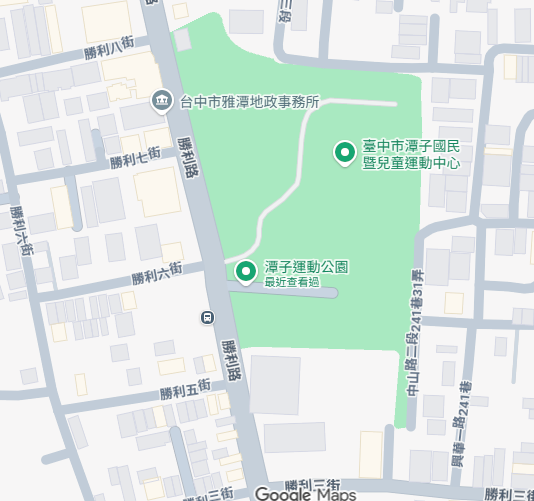 三段
勝利八街
台中市雅潭地政事務所
臺中市潭子國民
暨兒童運動中心
勝利路
勝利七街
勝利六街
勝利六街
潭子運動公園
最近查看過
中山路二段241巷31弄
勝利路
勝利五街
興華一路241巷
勝利三街
勝利三街
勝利三街
Google Maps